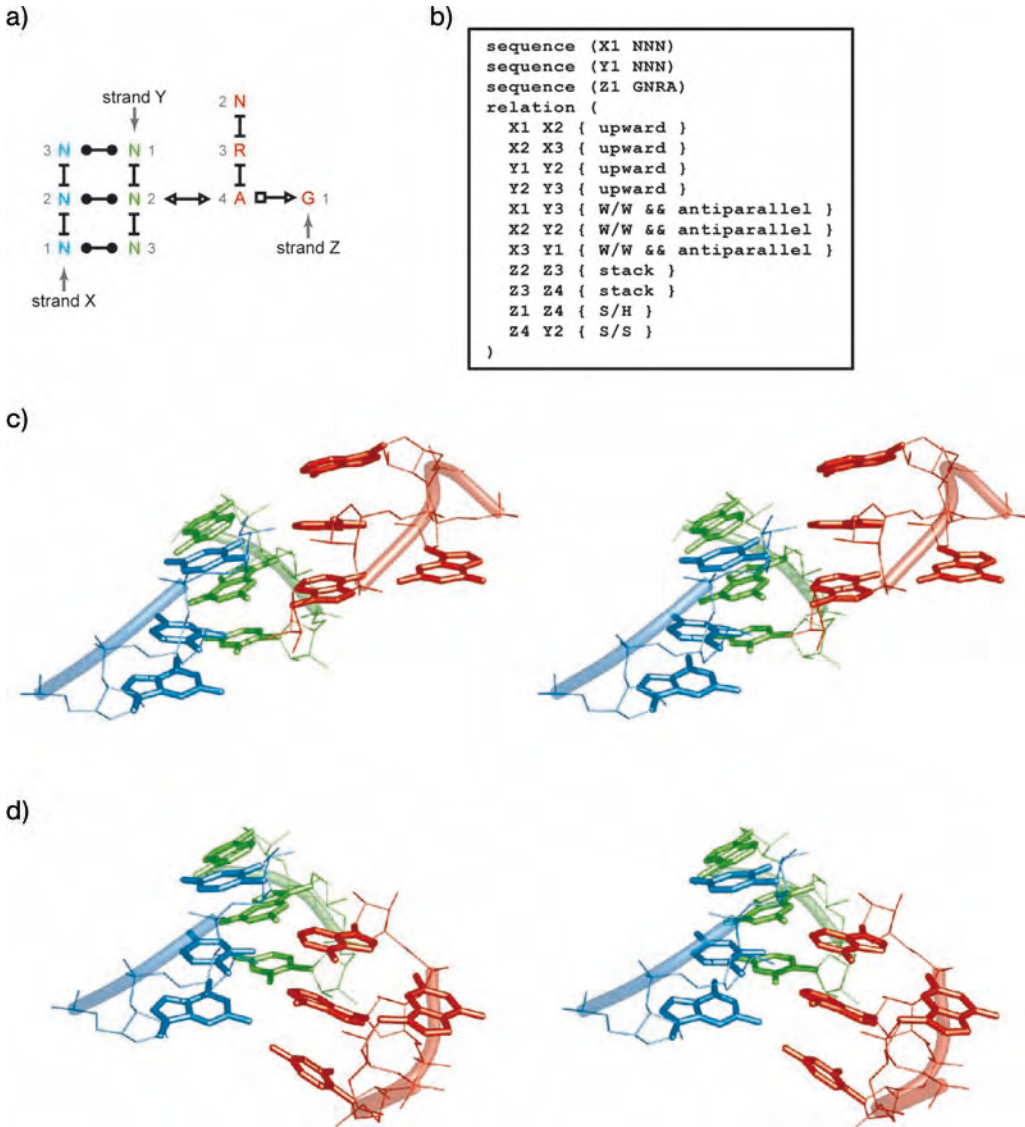 a)
strand Y
2 N
3 N N 1 3 R
2 N N 2 4 A G 1
1 N N 3 strand Z
strand X
b)
sequence (X1 NNN)
sequence (Y1 NNN)
sequence (Z1 GNRA)
relation (
X1 X2 { upward }
X2 X3 { upward }
Y1 Y2 { upward }
Y2 Y3 { upward }
X1 Y3 { W/W && antiparallel }
X2 Y2 { W/W && antiparallel }
X3 Y1 { W/W && antiparallel }
Z2 Z3 { stack }
Z3 Z4 { stack }
Z1 Z4 { S/H }
Z4 Y2 { S/S }
)
c)
d)